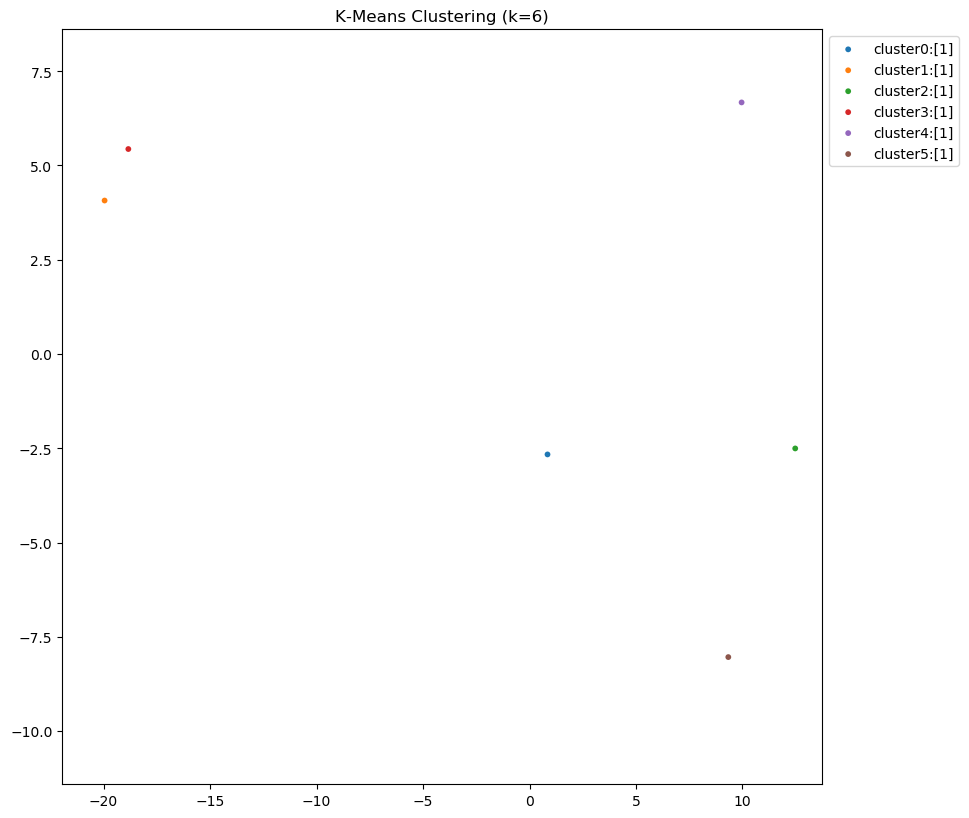 K-Means Clustering (k=6)
cluster0:[1]
cluster1:[1]
cluster2:[1]
cluster3:[1]
cluster4:[1]
cluster5:[1]
7.5
5.0
2.5
0.0
−2.5
−5.0
−7.5
−10.0
−20 −15 −10 −5 0 5 10